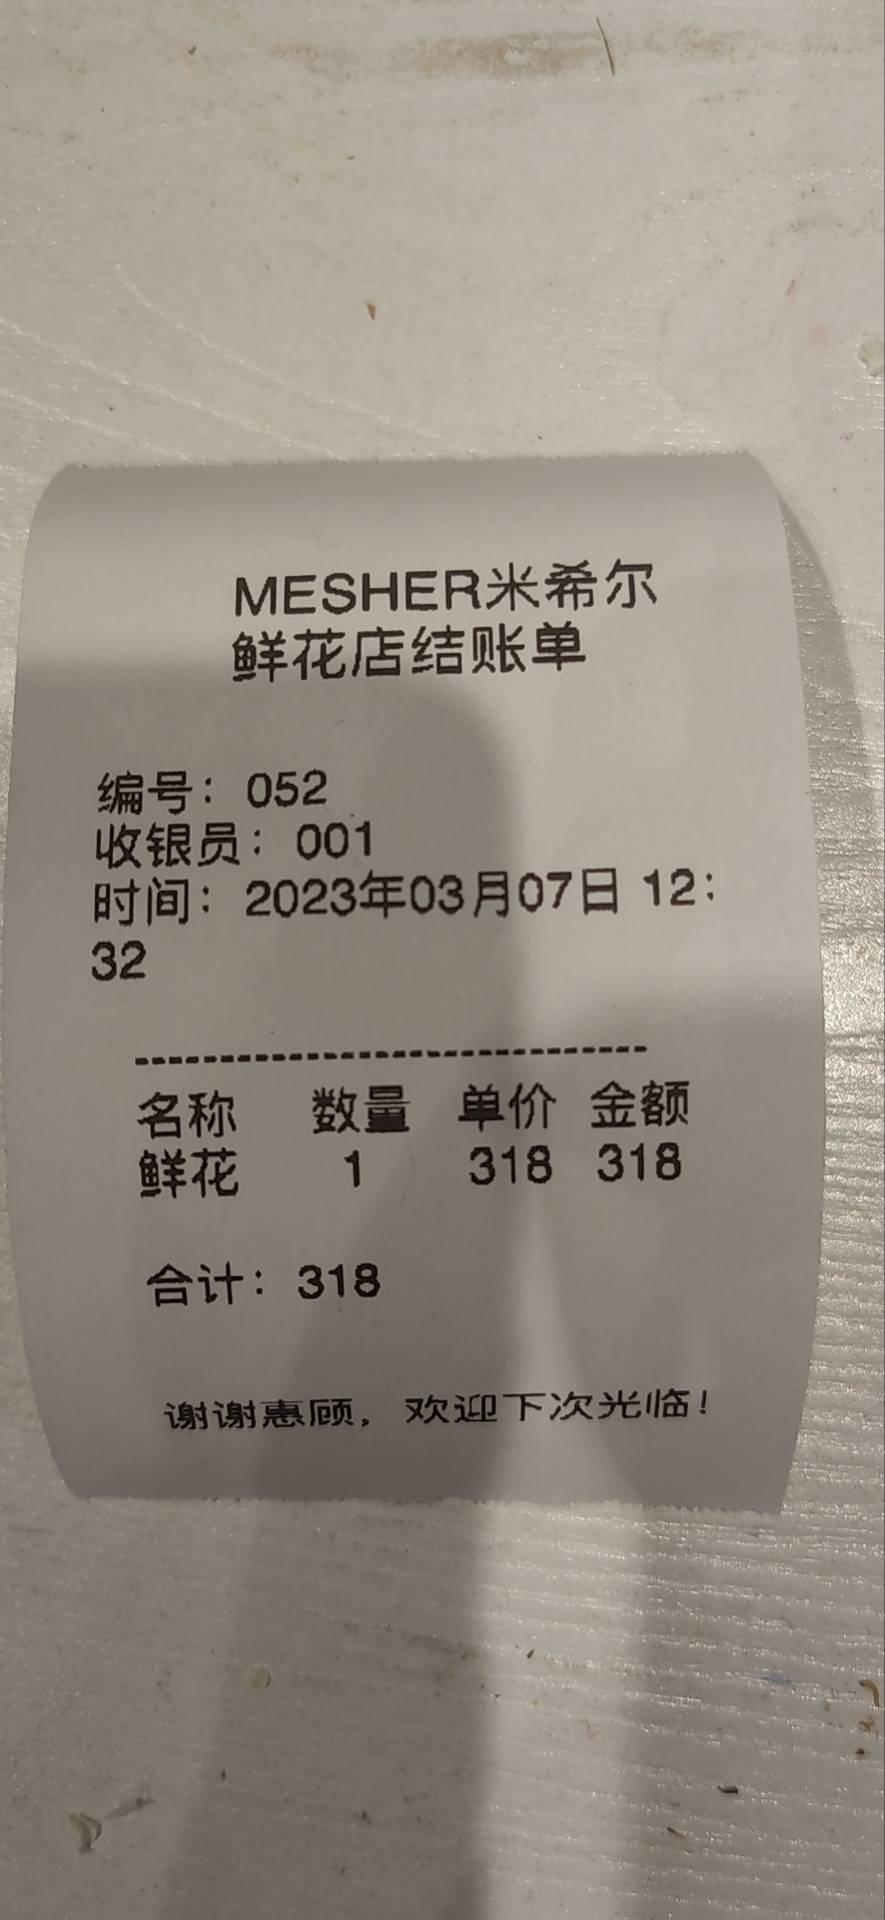 MESHER米希尔
鲜花店结账单
编号：052
收银员：001
时间：2023年03月07日 12：
32
------------------------------
名称 数量 单价 金额
鲜花 1 318 318
合计：318
谢谢惠顾，欢迎下次光临！